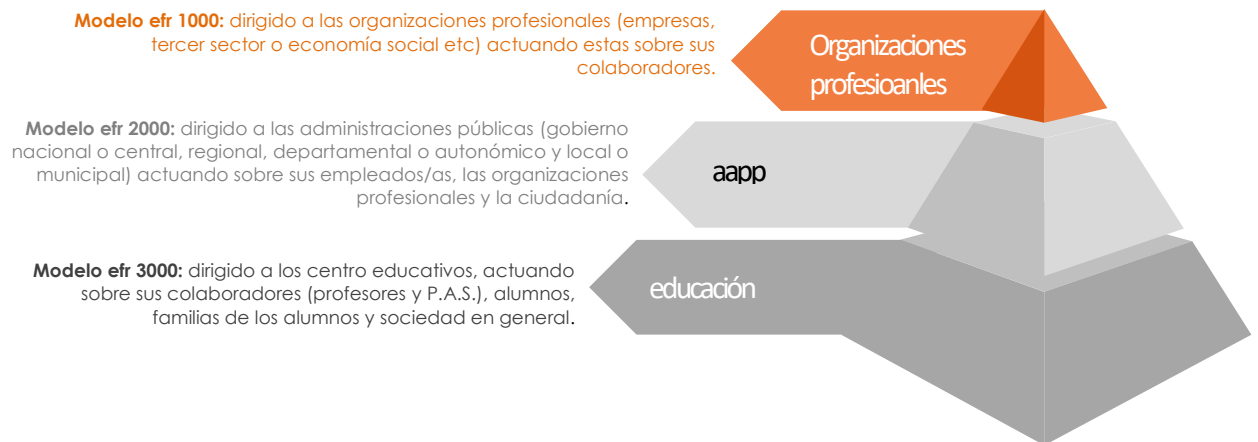 Modelo efr 1000: dirigido a las organizaciones profesionales (empresas,
tercer sector o economía social etc) actuando estas sobre sus
colaboradores.
Organizaciones
profesioanles
Modelo efr 2000: dirigido a las administraciones públicas (gobierno
nacional o central, regional, departamental o autonómico y local o
municipal) actuando sobre sus empleados/as, las organizaciones
profesionales y la ciudadanía.
aapp
Modelo efr 3000: dirigido a los centro educativos, actuando
sobre sus colaboradores (profesores y P.A.S.), alumnos,
familias de los alumnos y sociedad en general.
educación